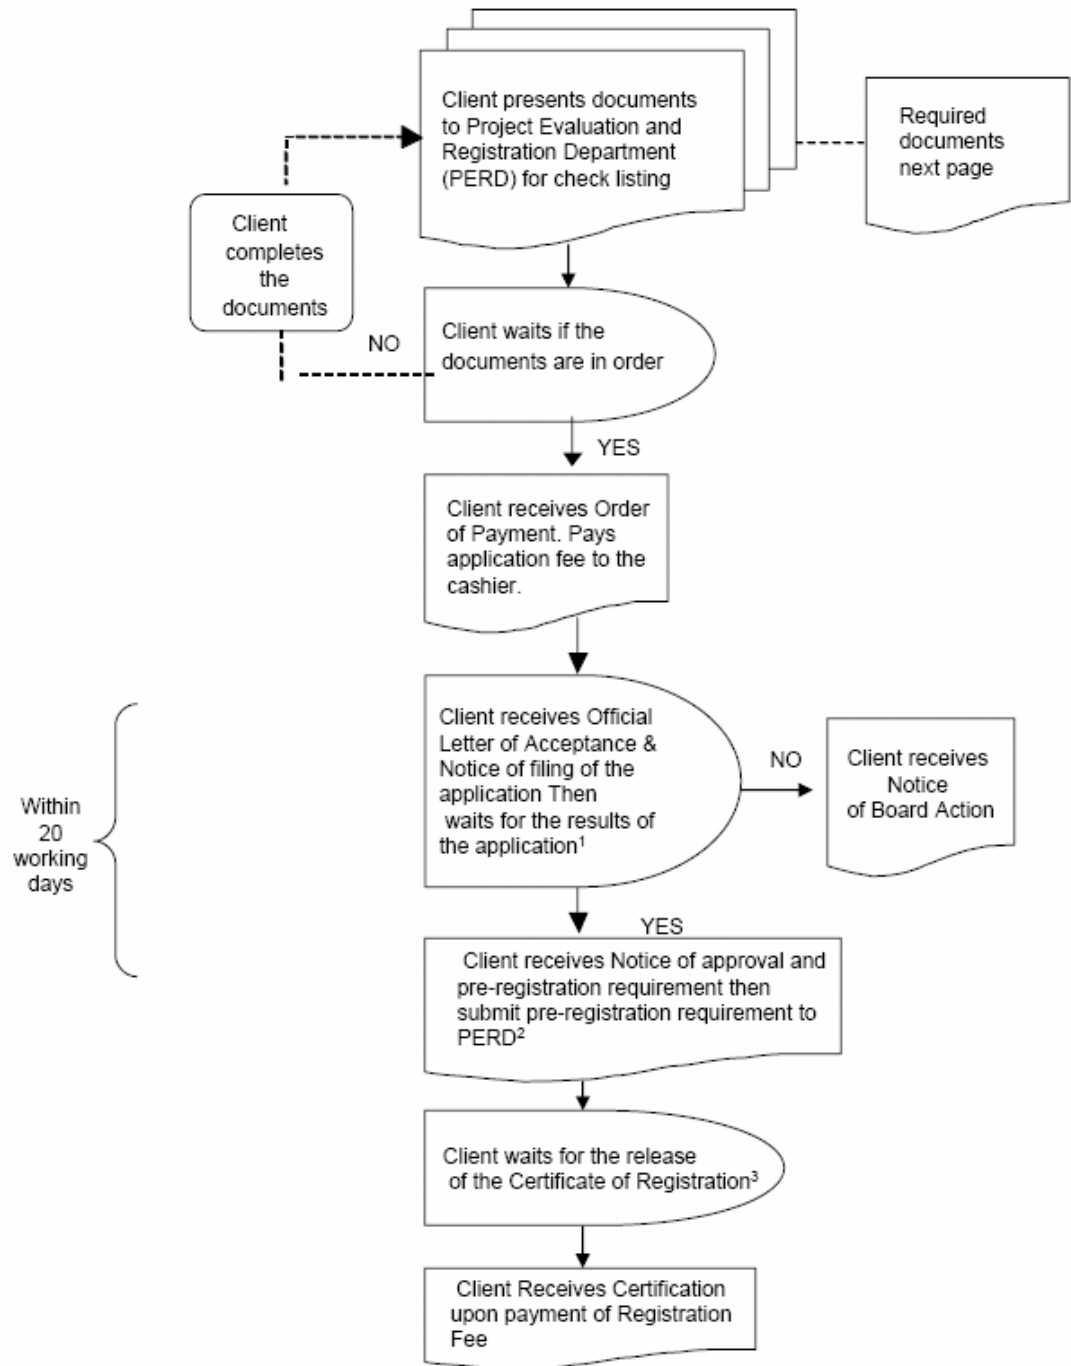 Client presents documents
to Project Evaluation and
Registration Department
(PERD) for check listing
Required
documents
next page
Client
completes
the
documents
NO
Client waits if the
documents are in order
YES
Client receives Order
of Payment. Pays
application fee to the
cashier.
Within
20
working
days
Client receives Official
Letter of Acceptance &
Notice of filing of the
application Then
waits for the results of
the application¹
NO
Client receives
Notice
of Board Action
YES
Client receives Notice of approval and
pre-registration requirement then
submit pre-registration requirement to
PERD²
Client waits for the release
of the Certificate of Registration³
Client Receives Certification
upon payment of Registration
Fee